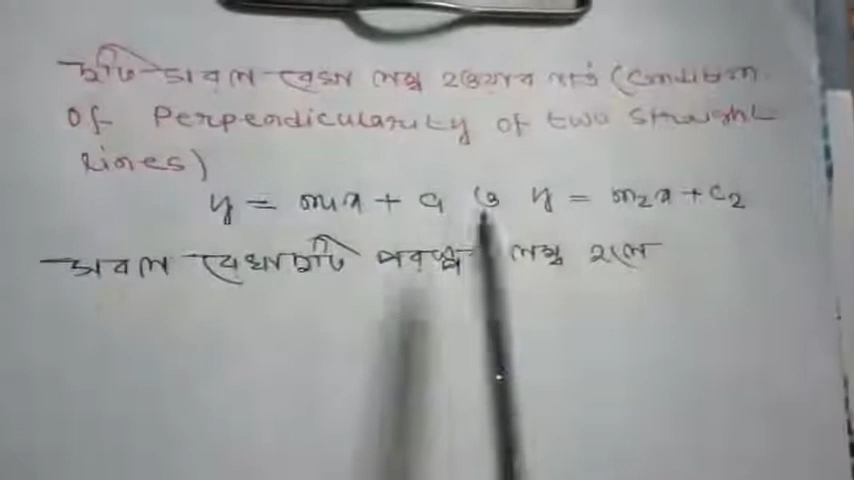 দুটি সরল রেখা লম্ব হওয়ার শর্ত (Condition
Of Perpendicularity of two straight
lines)
y = m₁x + c₁ ও y = m₂x + c₂
সরল রেখাদুটি পরস্পর লম্ব হলে